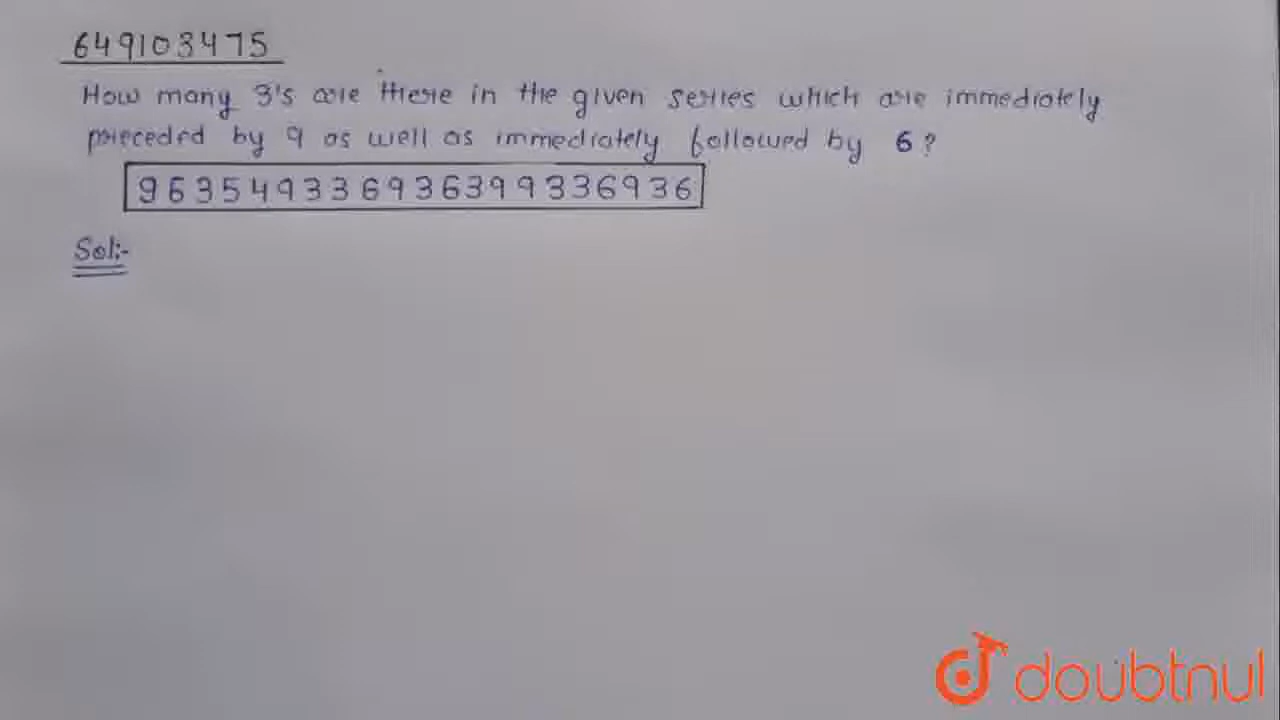 649103475
How many 3's are there in the given series which are immediately
preceded by 9 as well as immediately followed by 6?
9 6 3 5 4 9 3 3 6 9 3 6 3 9 9 3 3 6 9 3 6
Sol:-
doubtnut